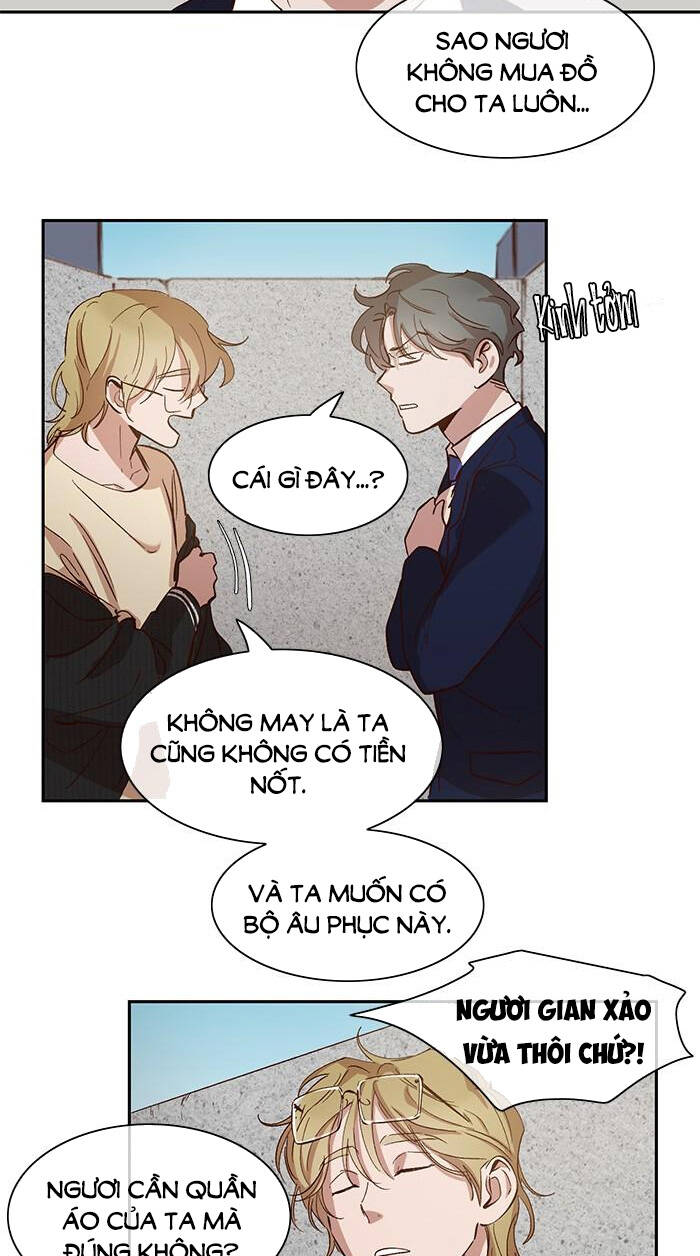 SAO NGƯƠI
KHÔNG MUA ĐỒ
CHO TA LUÔN...
Kinh tởm
CÁI GÌ ĐÂY...?
KHÔNG MAY LÀ TA
CŨNG KHÔNG CÓ TIỀN
NỐT.
VÀ TA MUỐN CÓ
BỘ ÂU PHỤC NÀY.
NGƯƠI GIAN XẢO
VỪA THÔI CHỨ?!
NGƯƠI CẦN QUẦN
ÁO CỦA TA MÀ
ĐÚNG KHÔNG?